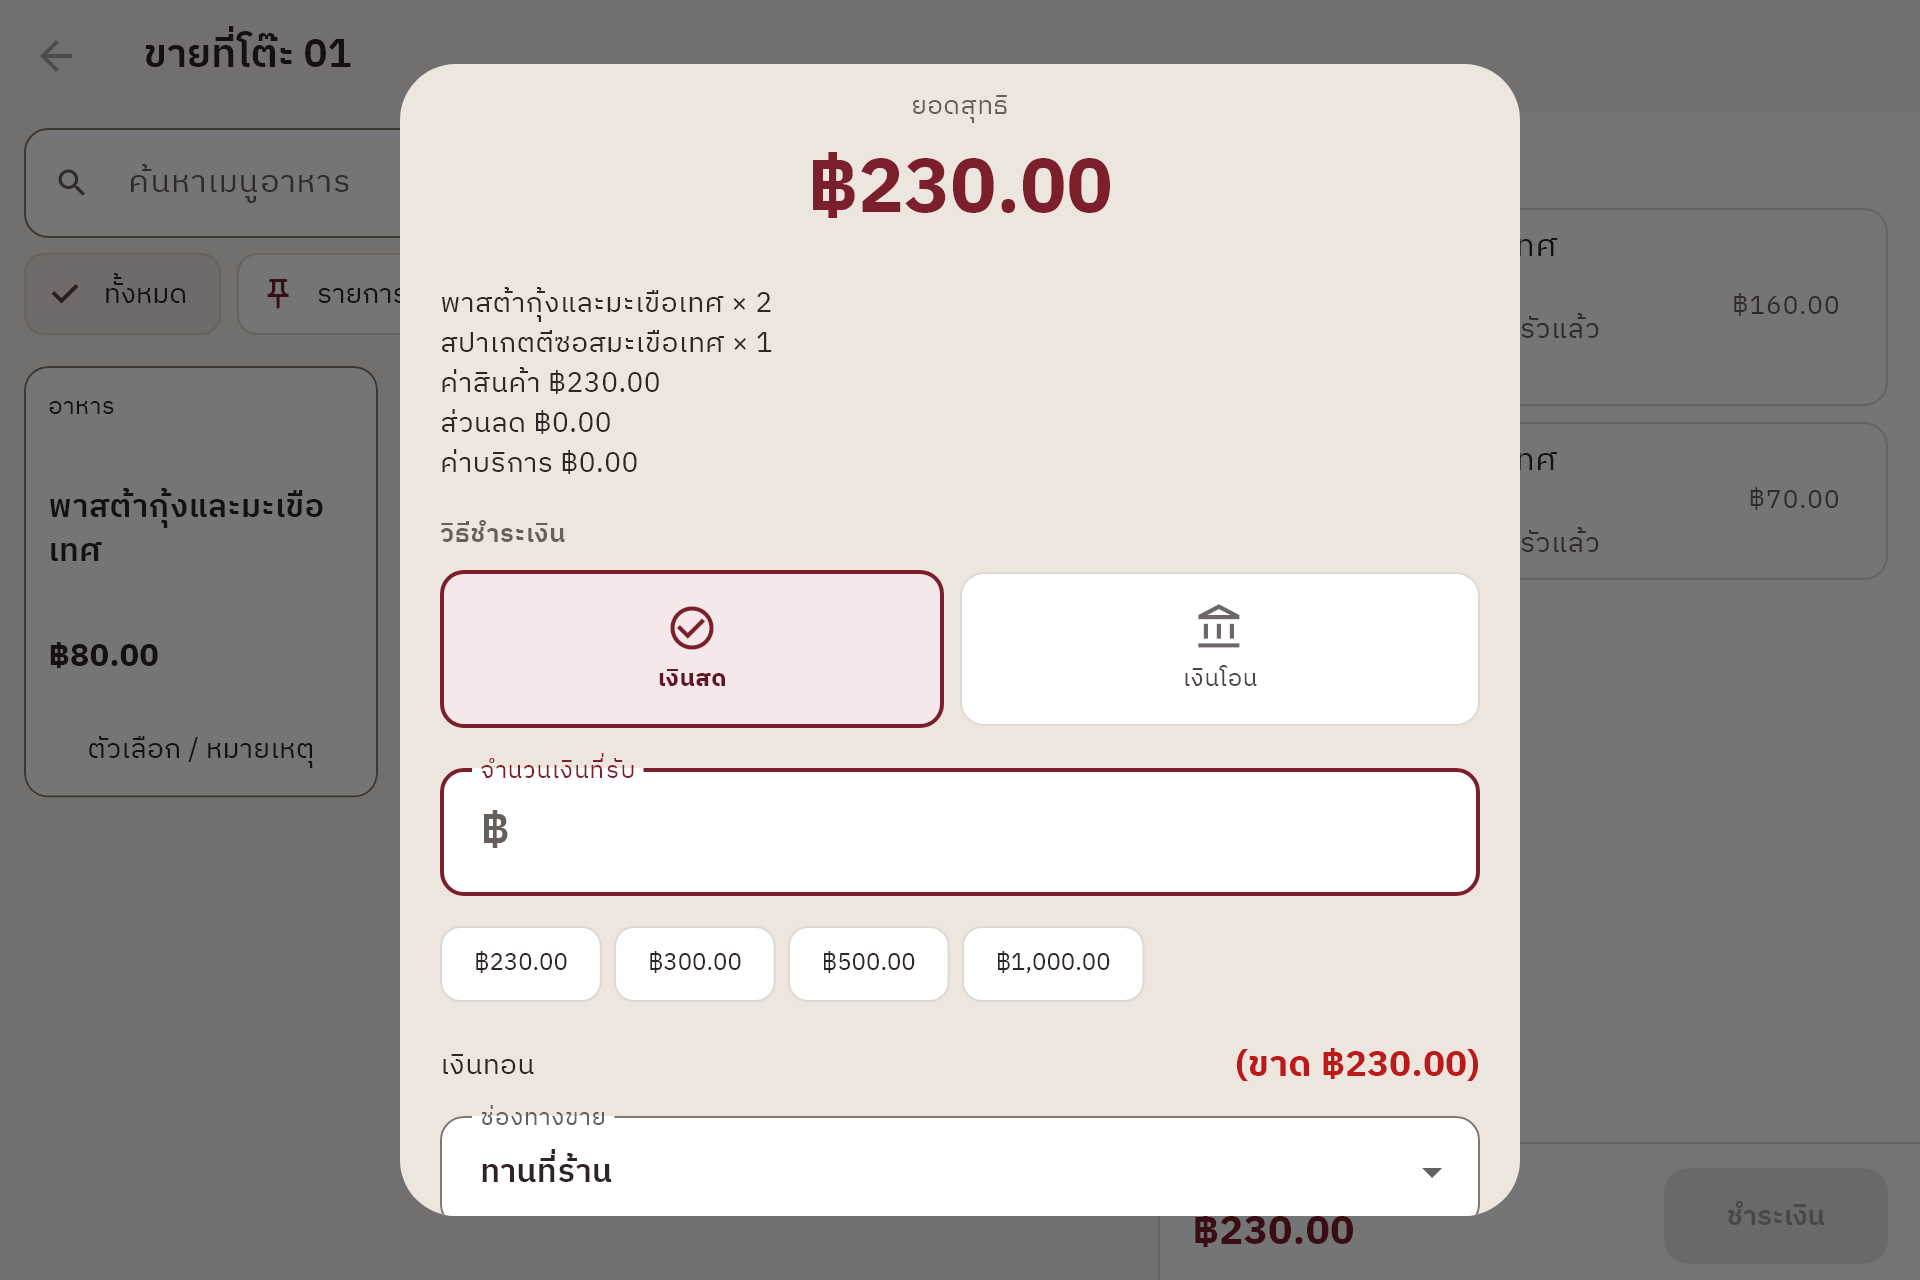 ขายที่โต๊ะ 01
ค้นหาเมนูอาหาร
ทั้งหมด
รายการ
อาหาร
พาสต้ากุ้งและมะเขือ
เทศ
฿80.00
ตัวเลือก / หมายเหตุ
ยอดสุทธิ
฿230.00
พาสต้ากุ้งและมะเขือเทศ × 2
สปาเกตตีซอสมะเขือเทศ × 1
ค่าสินค้า ฿230.00
ส่วนลด ฿0.00
ค่าบริการ ฿0.00
วิธีชำระเงิน
เงินสด
เงินโอน
จำนวนเงินที่รับ
฿
฿230.00
฿300.00
฿500.00
฿1,000.00
เงินทอน
(ขาด ฿230.00)
ช่องทางขาย
ทานที่ร้าน
ทศ
รัวแล้ว
฿160.00
ทศ
รัวแล้ว
฿70.00
฿230.00
ชำระเงิน